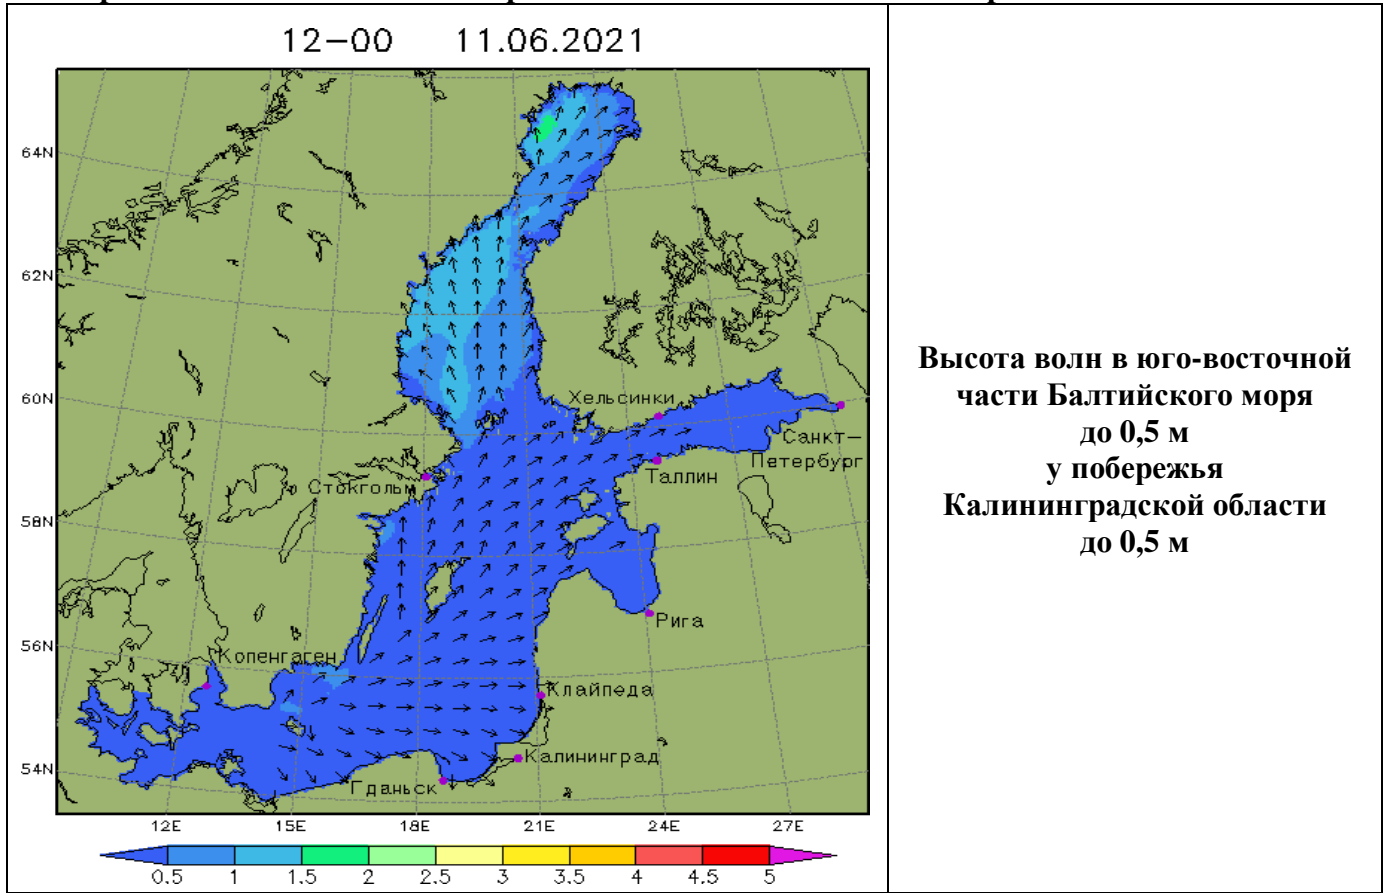 12-00 11.06.2021
64N
62N
Хельсинки
60N
Санкт-
Петербург
Таллин
Стокгольм
58N
Рига
56N
Копенгаген
Клайпеда
Калининград
54N
Гданьск
12E 15E 18E 21E 24E 27E
0.5 1 1.5 2 2.5 3 3.5 4 4.5 5
Высота волн в юго-восточной
части Балтийского моря
до 0,5 м
у побережья
Калининградской области
до 0,5 м